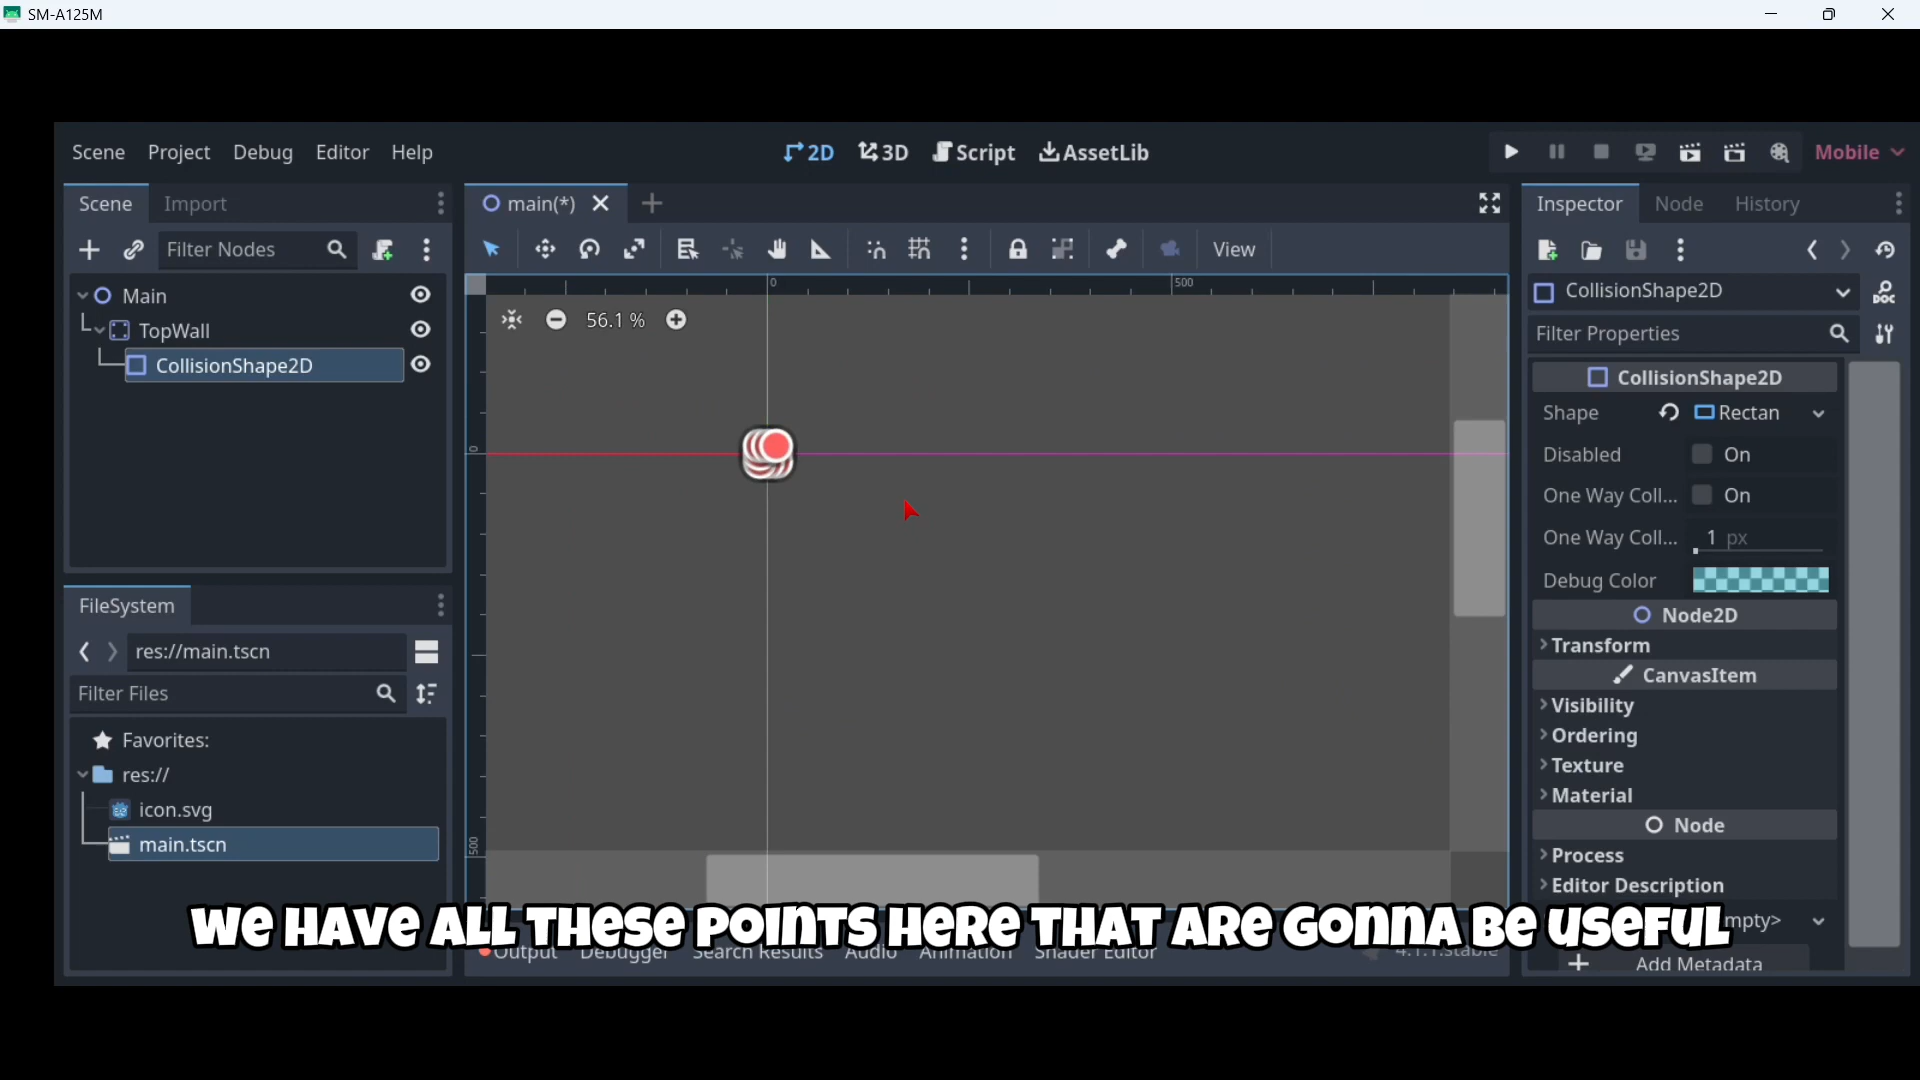 SM-A125M
Scene Project Debug Editor Help
2D 3D Script AssetLib
Mobile
Scene Import
main(*)
Inspector Node History
Filter Nodes
View
Main
TopWall
CollisionShape2D
0
500
56.1 %
0
500
CollisionShape2D
Filter Properties
CollisionShape2D
Shape Rectan
Disabled On
One Way Coll... On
One Way Coll... 1 px
Debug Color
Node2D
Transform
CanvasItem
Visibility
Ordering
Texture
Material
Node
Process
Editor Description
mpty>
Add Metadata
FileSystem
res://main.tscn
Filter Files
Favorites:
res://
icon.svg
main.tscn
WE HAVE ALL THESE POINTS HERE THAT ARE GONNA BE USEFUL
Output Debugger Search Results Audio Animation Shader Editor
4.1.1.stable